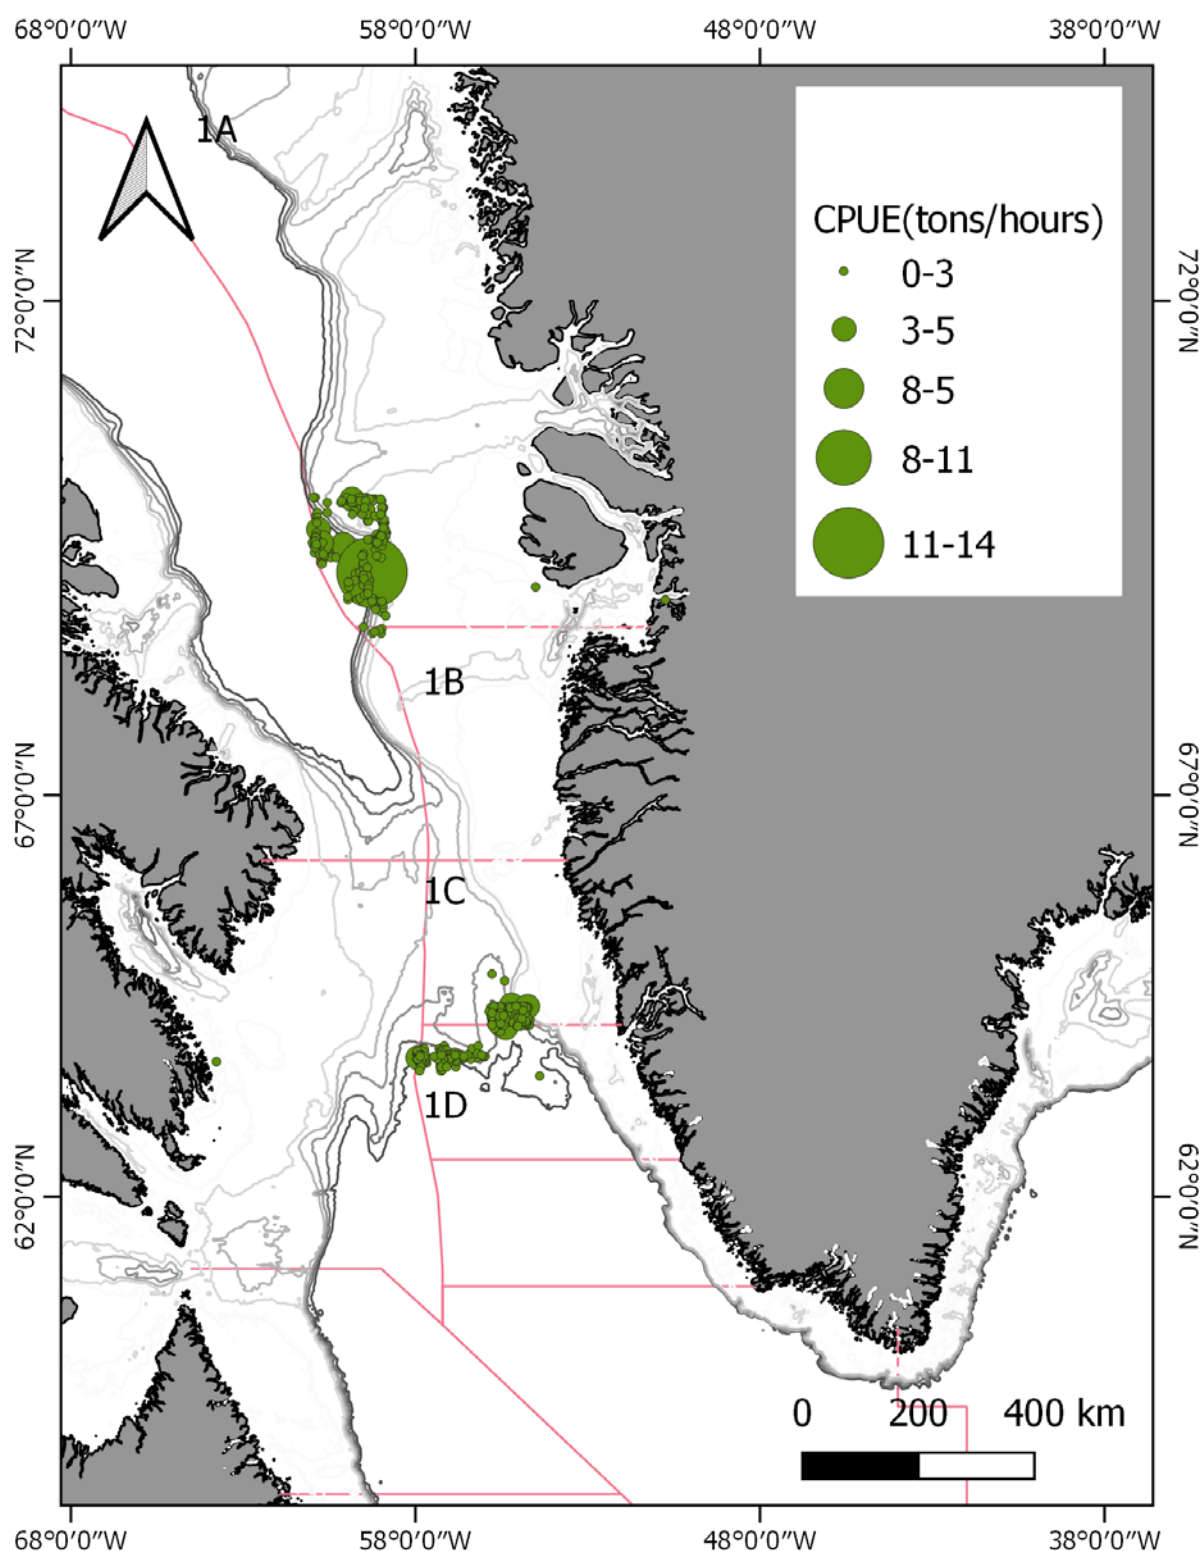 68°0′0″W 58°0′0″W 48°0′0″W 38°0′0″W
1A
CPUE(tons/hours)
0-3
3-5
8-5
8-11
11-14
72°0′0″N 72°0′0″N
1B
67°0′0″N 67°0′0″N
1C
1D
62°0′0″N 62°0′0″N
0 200 400 km
68°0′0″W 58°0′0″W 48°0′0″W 38°0′0″W